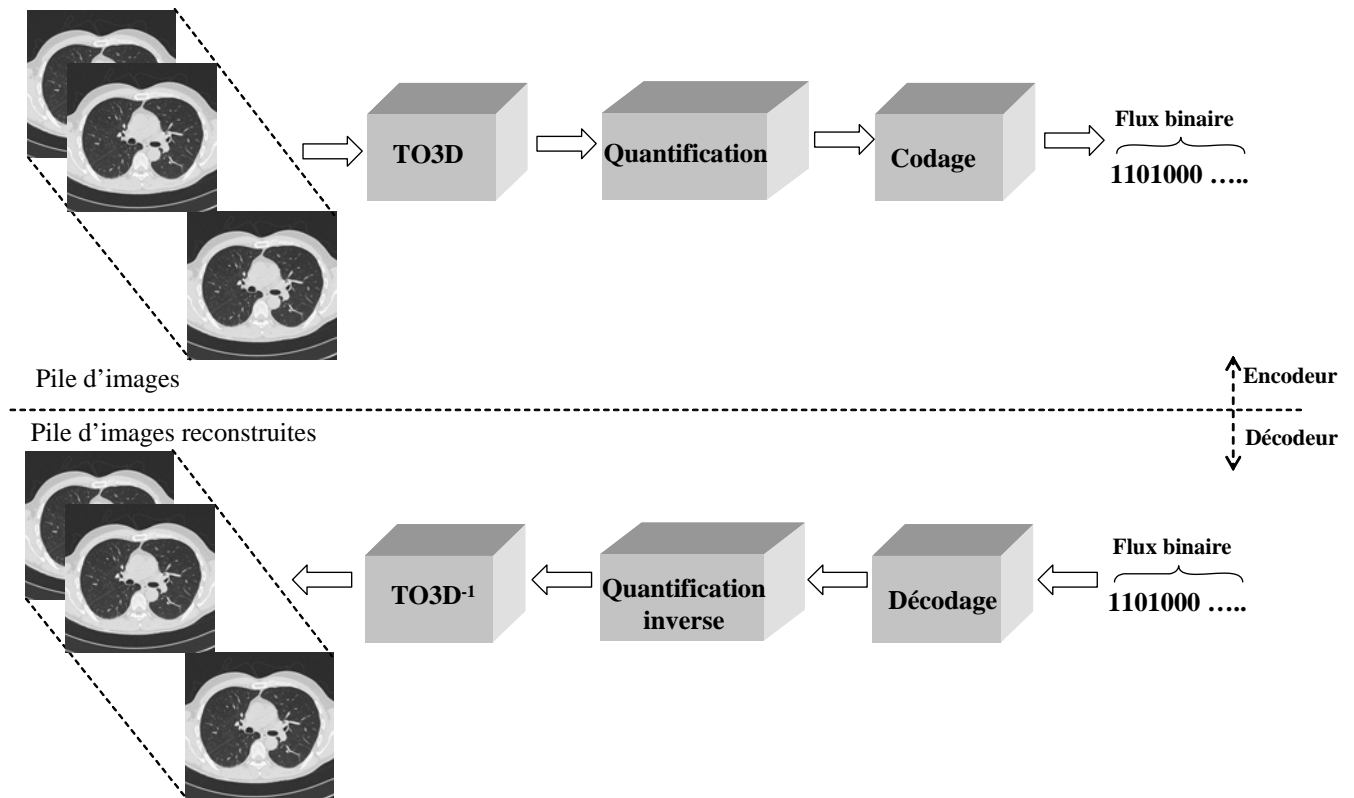 TO3D
Quantification
Codage
Flux binaire
1101000 …..
Pile d'images
Encodeur
Pile d'images reconstruites
Décodeur
TO3D-1
Quantification
inverse
Décodage
Flux binaire
1101000 …..